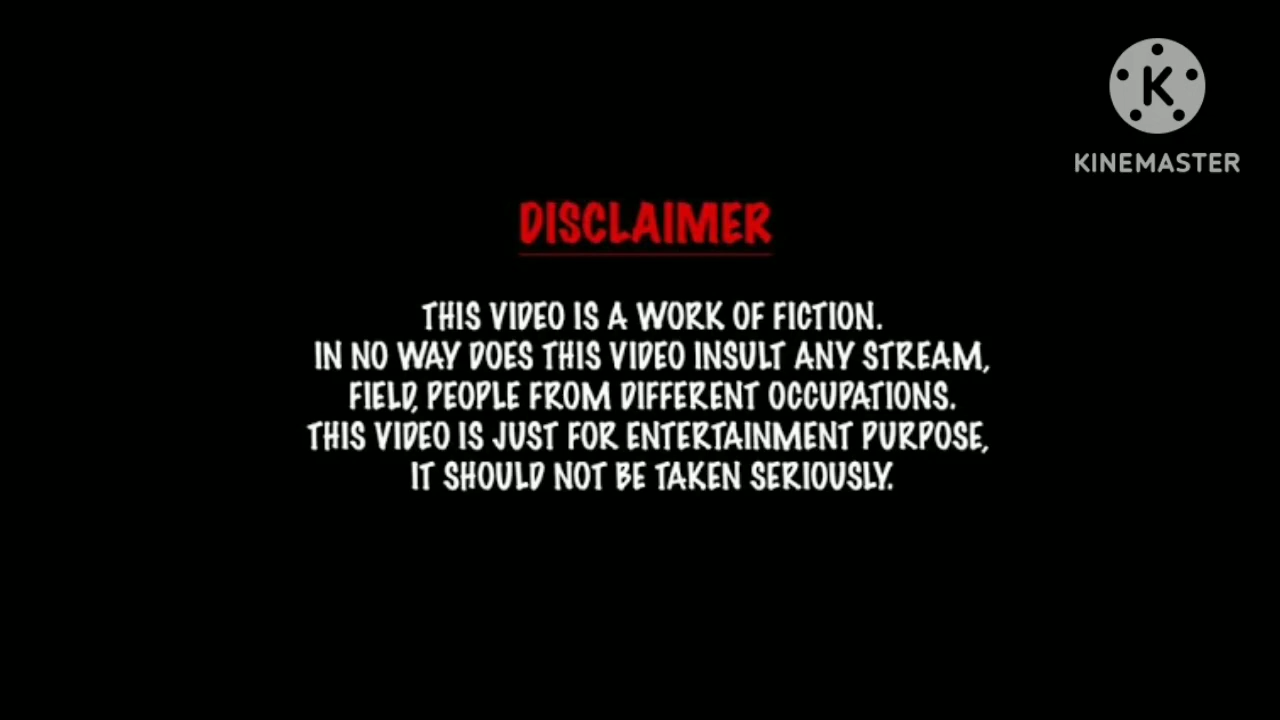 K
KINEMASTER
DISCLAIMER
THIS VIDEO IS A WORK OF FICTION.
IN NO WAY DOES THIS VIDEO INSULT ANY STREAM,
FIELD, PEOPLE FROM DIFFERENT OCCUPATIONS.
THIS VIDEO IS JUST FOR ENTERTAINMENT PURPOSE,
IT SHOULD NOT BE TAKEN SERIOUSLY.